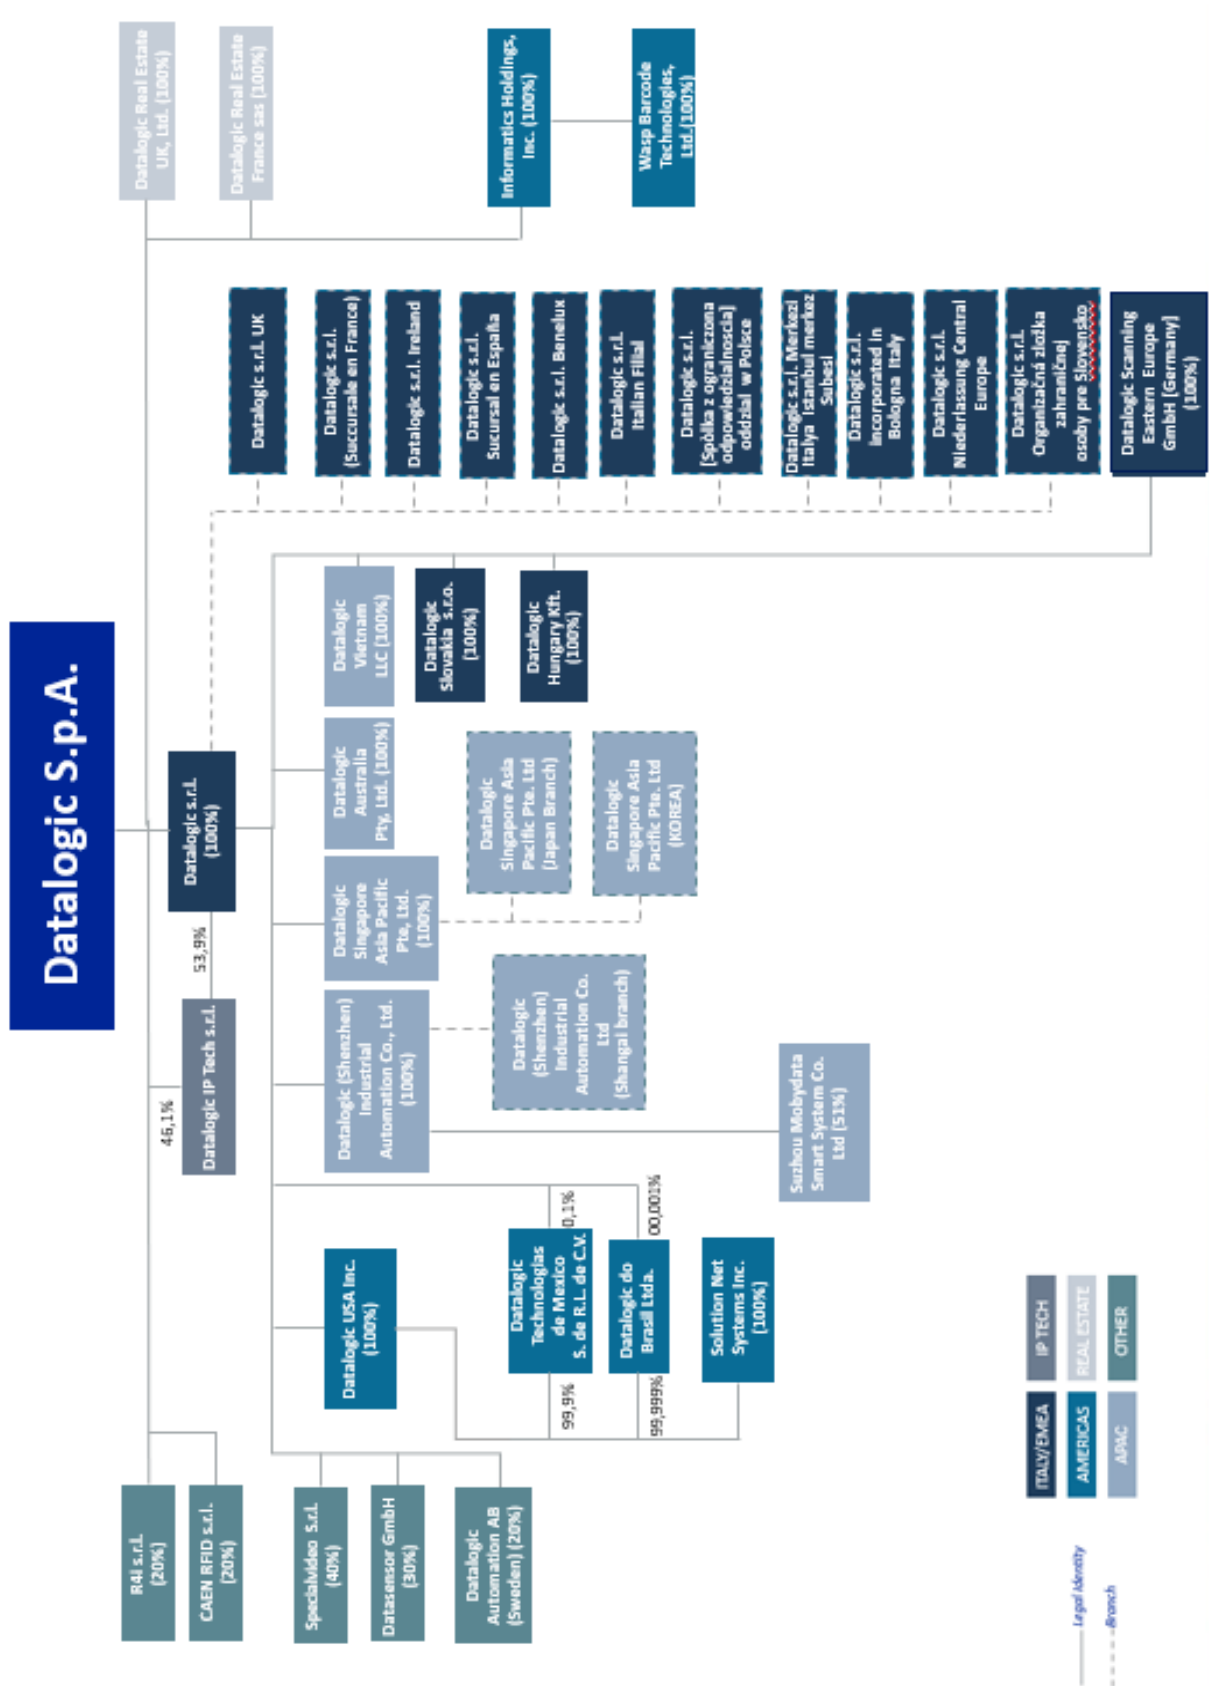 Datalogic S.p.A.
R4i s.r.l.
(20%)
CAEN RFID s.r.l.
(20%)
46,1%
Datalogic IP Tech s.r.l.
53,9%
Datalogic s.r.l.
(100%)
Datalogic Real Estate
UK, Ltd. (100%)
Datalogic Real Estate
France sas (100%)
Informatics Holdings,
Inc. (100%)
Wasp Barcode
Technologies,
Ltd.(100%)
Specialvideo S.r.l.
(40%)
Datasensor GmbH
(30%)
Datalogic
Automation AB
(Sweden) (20%)
Datalogic USA Inc.
(100%)
Datalogic (Shenzhen)
Industrial
Automation Co., Ltd.
(100%)
Datalogic
Singapore
Asia Pacific
Pte, Ltd.
(100%)
Datalogic
Australia
Pty, Ltd. (100%)
Datalogic
Vietnam
LLC (100%)
Datalogic
Slovakia s.r.o.
(100%)
Datalogic
Hungary Kft.
(100%)
Datalogic s.r.l. UK
Datalogic s.r.l.
(Succursale en France)
Datalogic s.r.l. Ireland
Datalogic s.r.l.
Sucursal en España
Datalogic s.r.l. Benelux
Datalogic s.r.l.
Italian Filial
Datalogic s.r.l.
(Spólka z ograniczona
odpowiedzialnoscia)
oddzial w Polsce
Datalogic s.r.l. Merkezi
Italya Istanbul merkez
Subesi
Datalogic s.r.l.
incorporated in
Bologna Italy
Datalogic s.r.l.
Niederlassung Central
Europe
Datalogic s.r.l.
Organizačná zložka
zahraničnej
osoby pre Slovensko
Datalogic Scanning
Eastern Europe
GmbH (Germany)
(100%)
99,9%
Datalogic
Technologias
de Mexico
S. de R.L. de C.V.
0,1%
99,999%
Datalogic do
Brasil Ltda.
00,001%
Solution Net
Systems Inc.
(100%)
Datalogic
(Shenzhen)
Industrial
Automation Co.
Ltd
(Shangai branch)
Datalogic
Singapore Asia
Pacific Pte. Ltd
(Japan Branch)
Datalogic
Singapore Asia
Pacific Pte. Ltd
(KOREA)
Suzhou Mobydata
Smart System Co.
Ltd (51%)
Legal Identity
Branch
ITALY/EMEA
IP TECH
AMERICAS
REAL ESTATE
APAC
OTHER